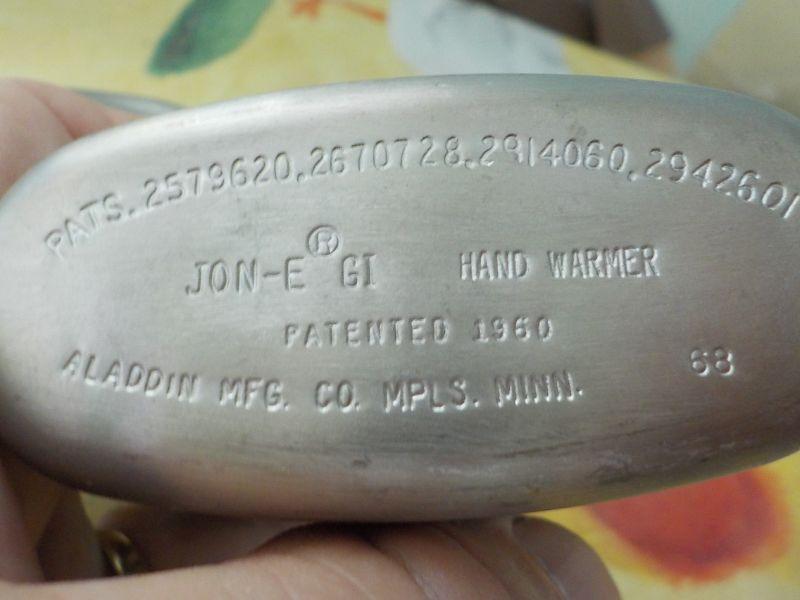 PATS. 2579620, 2670728, 2914060, 2942601
JON-E® GI HAND WARMER
PATENTED 1960
ALADDIN MFG. CO. MPLS. MINN. 68